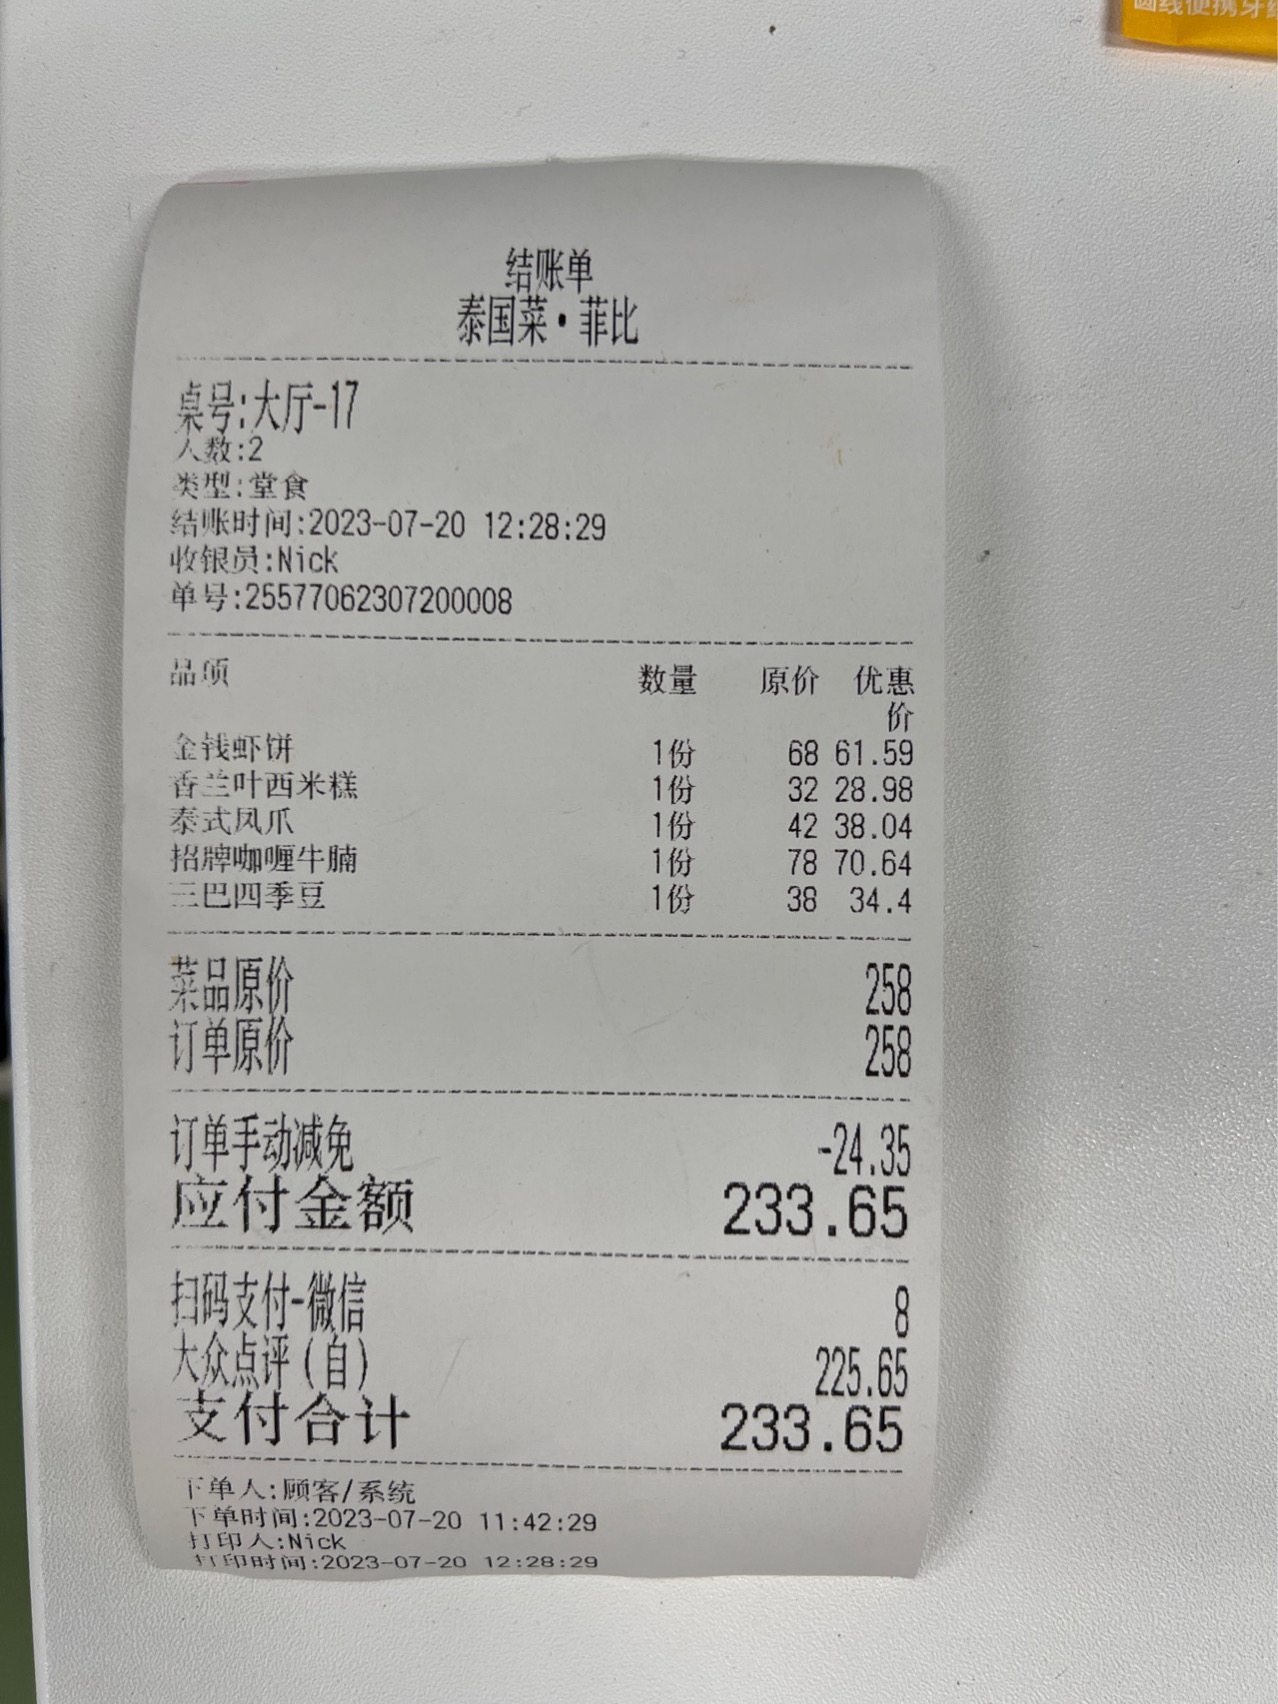 圆线便携牙线
结账单
泰国菜·菲比
桌号:大厅-17
人数:2
类型:堂食
结账时间:2023-07-20 12:28:29
收银员:Nick
单号:25577062307200008
品项 数量 原价 优惠价
金钱虾饼 1份 68 61.59
香兰叶西米糕 1份 32 28.98
泰式凤爪 1份 42 38.04
招牌咖喱牛腩 1份 78 70.64
三巴四季豆 1份 38 34.4
菜品原价 258
订单原价 258
订单手动减免 -24.35
应付金额 233.65
扫码支付-微信 8
大众点评(自) 225.65
支付合计 233.65
下单人:顾客/系统
下单时间:2023-07-20 11:42:29
打印人:Nick
打印时间:2023-07-20 12:28:29